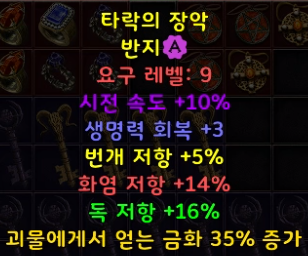 타락의 장악
반지 A
요구 레벨: 9
시전 속도 +10%
생명력 회복 +3
번개 저항 +5%
화염 저항 +14%
독 저항 +16%
괴물에게서 얻는 금화 35% 증가